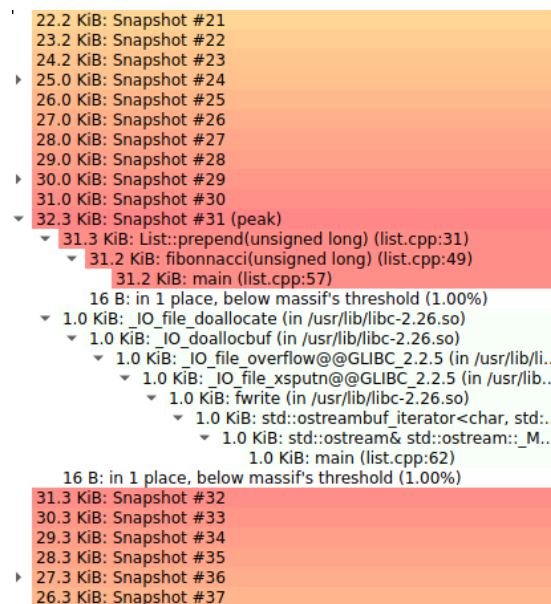 22.2 KiB: Snapshot #21
23.2 KiB: Snapshot #22
24.2 KiB: Snapshot #23
25.0 KiB: Snapshot #24
26.0 KiB: Snapshot #25
27.0 KiB: Snapshot #26
28.0 KiB: Snapshot #27
29.0 KiB: Snapshot #28
30.0 KiB: Snapshot #29
31.0 KiB: Snapshot #30
32.3 KiB: Snapshot #31 (peak)
31.3 KiB: List::prepend(unsigned long) (list.cpp:31)
31.2 KiB: fibonacci(unsigned long) (list.cpp:49)
31.2 KiB: main (list.cpp:57)
16 B: in 1 place, below massif's threshold (1.00%)
1.0 KiB: _IO_file_doallocate (in /usr/lib/libc-2.26.so)
1.0 KiB: _IO_doallocbuf (in /usr/lib/libc-2.26.so)
1.0 KiB: _IO_file_overflow@@GLIBC_2.2.5 (in /usr/lib/li...
1.0 KiB: _IO_file_xsputn@@GLIBC_2.2.5 (in /usr/lib...
1.0 KiB: fwrite (in /usr/lib/libc-2.26.so)
1.0 KiB: std::ostreambuf_iterator<char, std:...
1.0 KiB: std::ostream& std::ostream::_M...
1.0 KiB: main (list.cpp:62)
16 B: in 1 place, below massif's threshold (1.00%)
31.3 KiB: Snapshot #32
30.3 KiB: Snapshot #33
29.3 KiB: Snapshot #34
28.3 KiB: Snapshot #35
27.3 KiB: Snapshot #36
26.3 KiB: Snapshot #37